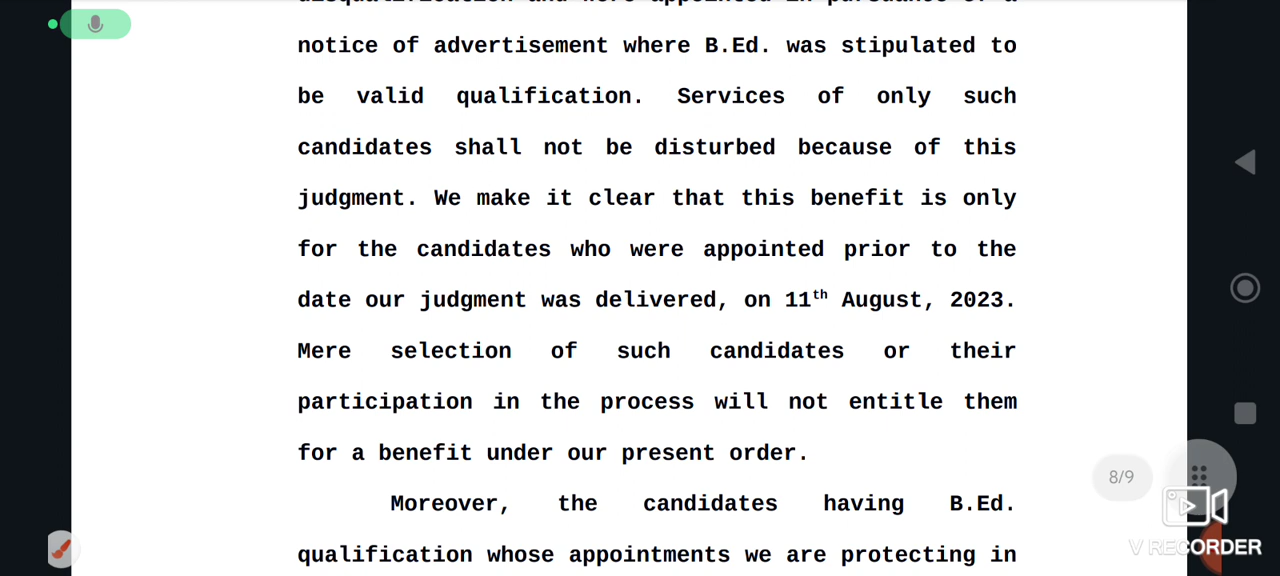 notice of advertisement where B.Ed. was stipulated to
be valid qualification. Services of only such
candidates shall not be disturbed because of this
judgment. We make it clear that this benefit is only
for the candidates who were appointed prior to the
date our judgment was delivered, on 11th August, 2023.
Mere selection of such candidates or their
participation in the process will not entitle them
for a benefit under our present order.
Moreover, the candidates having B.Ed.
qualification whose appointments we are protecting in
8/9
V RECORDER